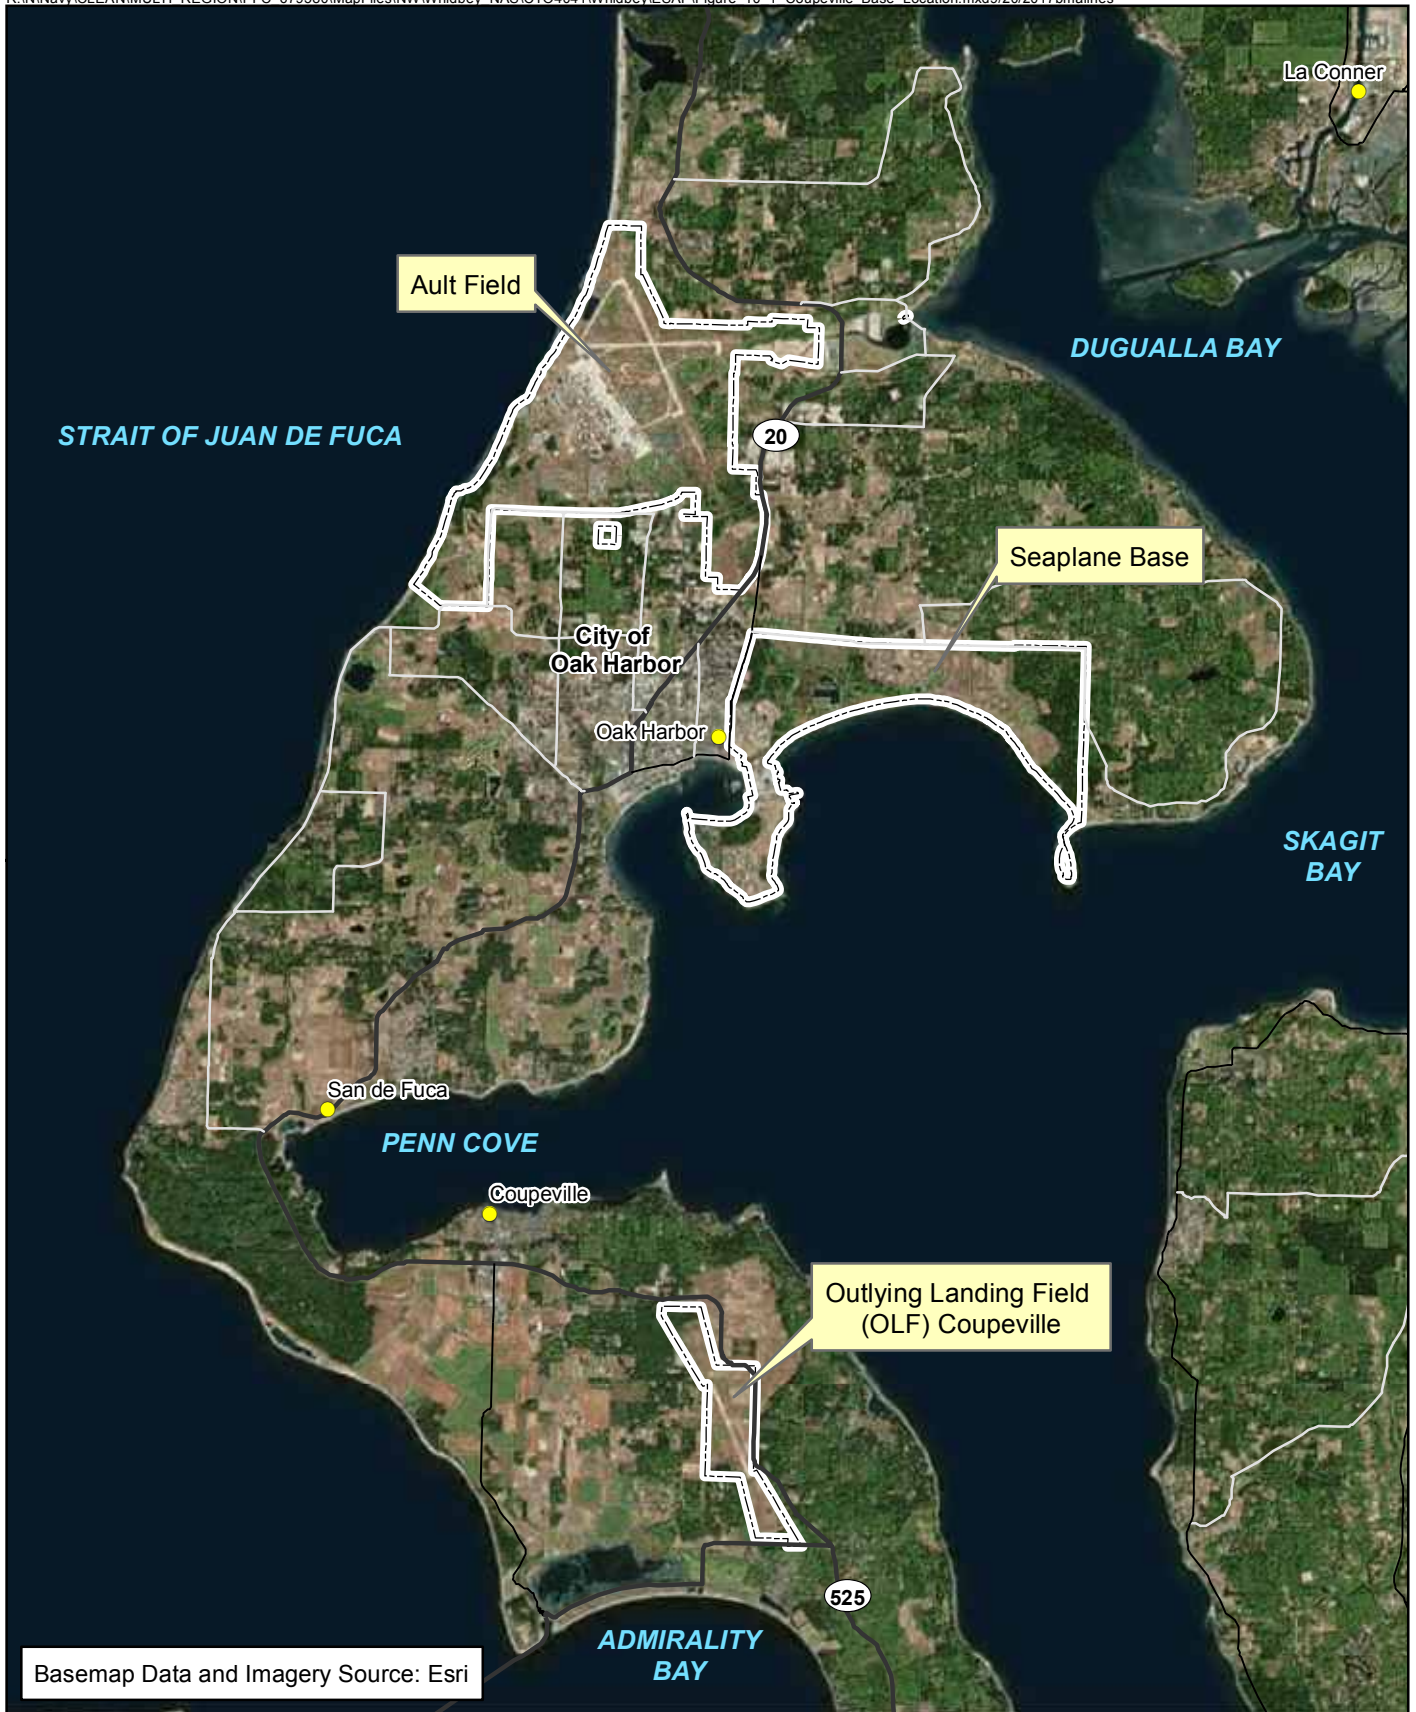 La Conner
Ault Field
DUGUALLA BAY
STRAIT OF JUAN DE FUCA
20
Seaplane Base
City of
Oak Harbor
Oak Harbor
SKAGIT
BAY
San de Fuca
PENN COVE
Coupeville
Outlying Landing Field
(OLF) Coupeville
525
ADMIRALITY
BAY
Basemap Data and Imagery Source: Esri